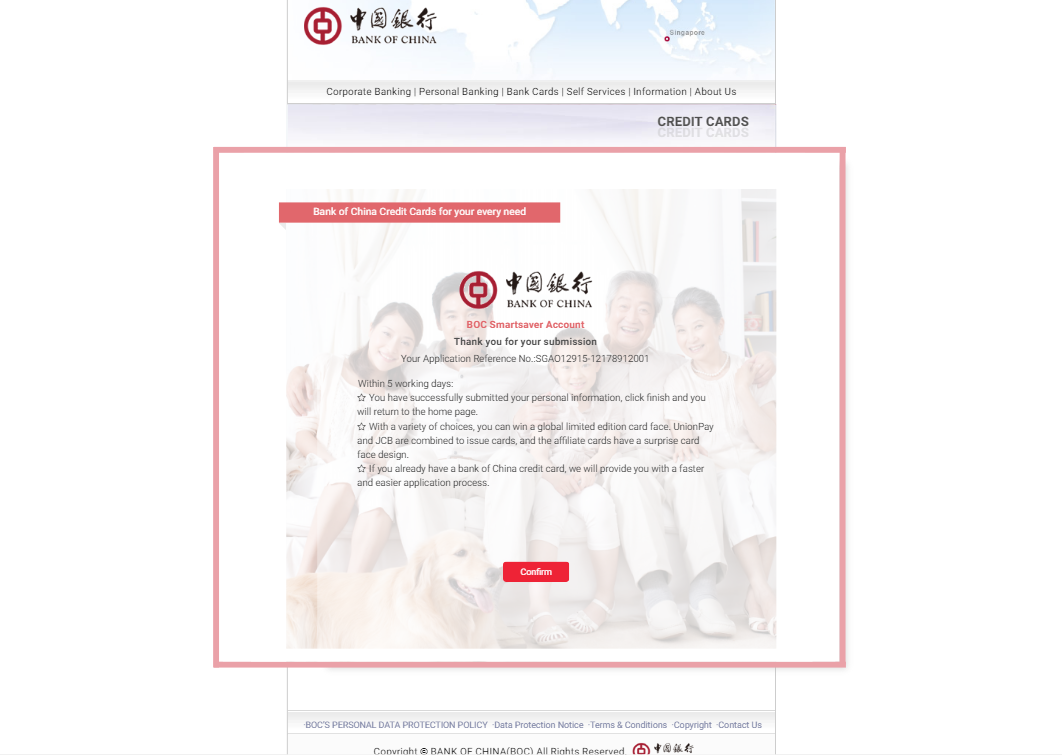 中国银行
BANK OF CHINA
Singapore
Corporate Banking | Personal Banking | Bank Cards | Self Services | Information | About Us
CREDIT CARDS
CREDIT CARDS
Bank of China Credit Cards for your every need
中国银行
BANK OF CHINA
BOC Smartsaver Account
Thank you for your submission
Your Application Reference No.:SGAO12915-12178912001
Within 5 working days:
☆ You have successfully submitted your personal information, click finish and you
will return to the home page.
☆ With a variety of choices, you can win a global limited edition card face. UnionPay
and JCB are combined to issue cards, and the affiliate cards have a surprise card
face design.
☆ If you already have a bank of China credit card, we will provide you with a faster
and easier application process.
Confirm
·BOC'S PERSONAL DATA PROTECTION POLICY ·Data Protection Notice ·Terms & Conditions ·Copyright ·Contact Us
Copyright © BANK OF CHINA(BOC) All Rights Reserved. 中国银行